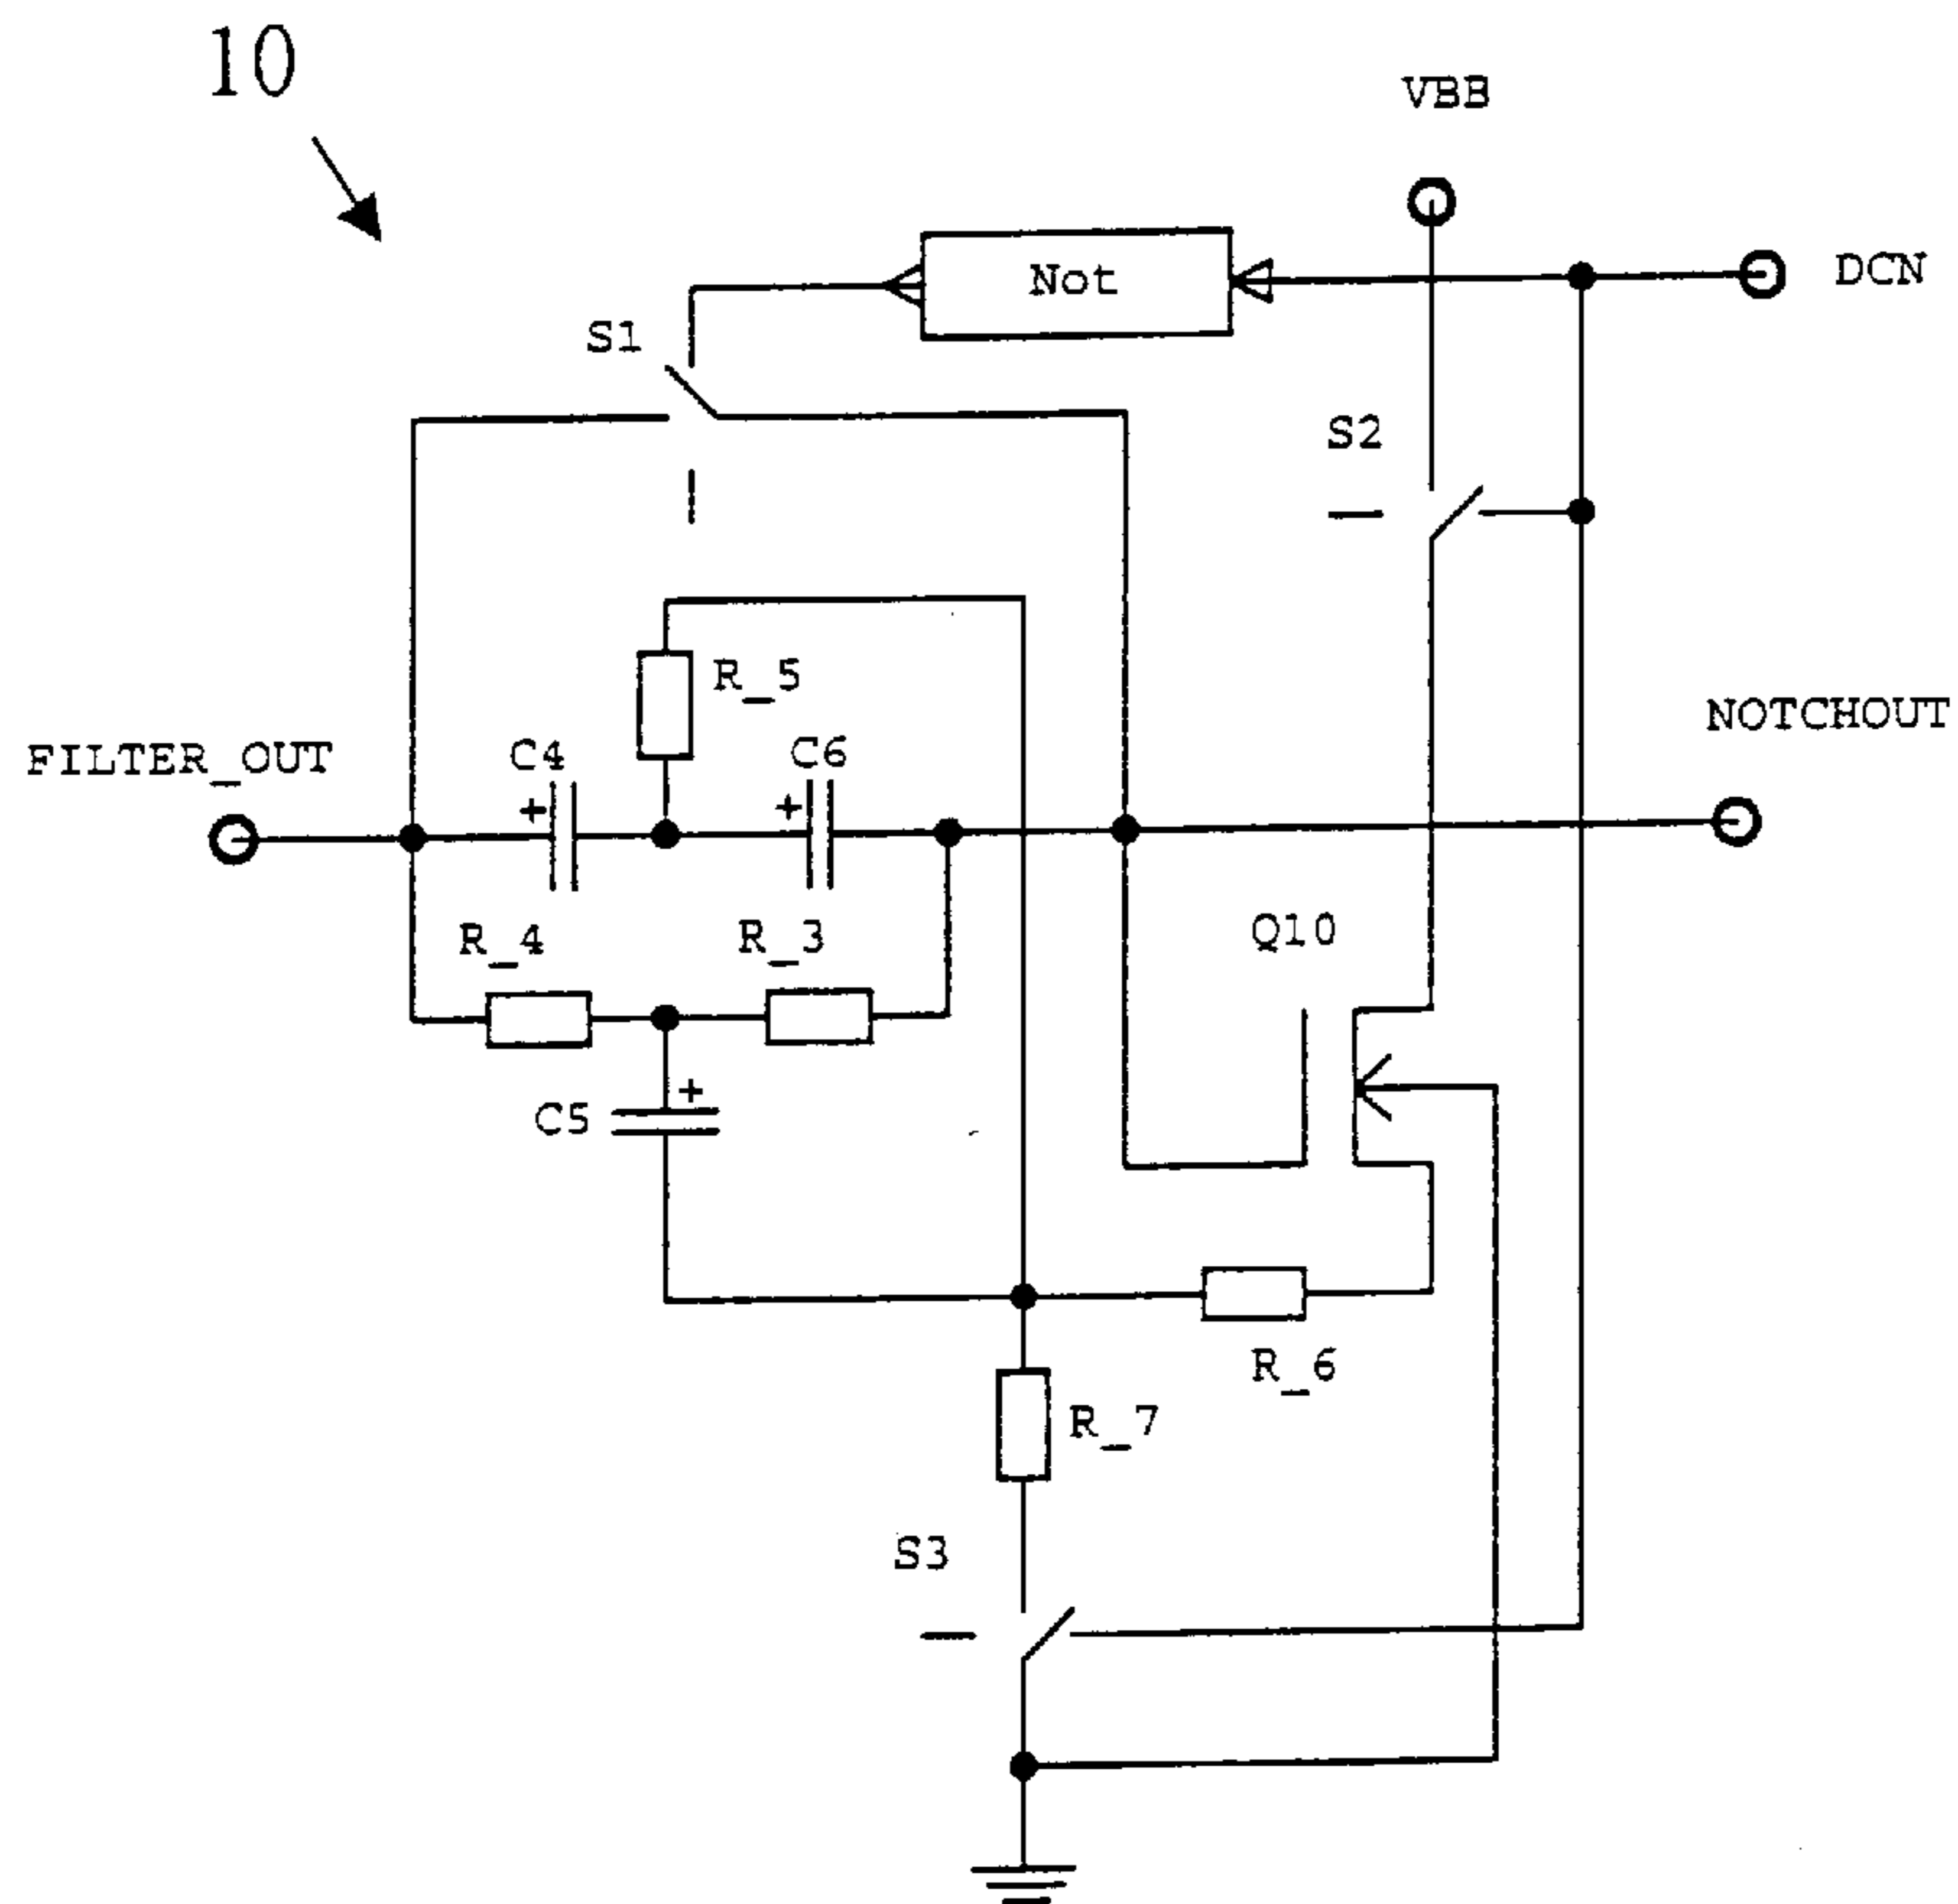 10
VBB
DCN
Not
S1
S2
R_5
NOTCHOUT
FILTER_OUT
C4
+
C6
+
R_4
R_3
Q10
+
C5
R_6
R_7
S3